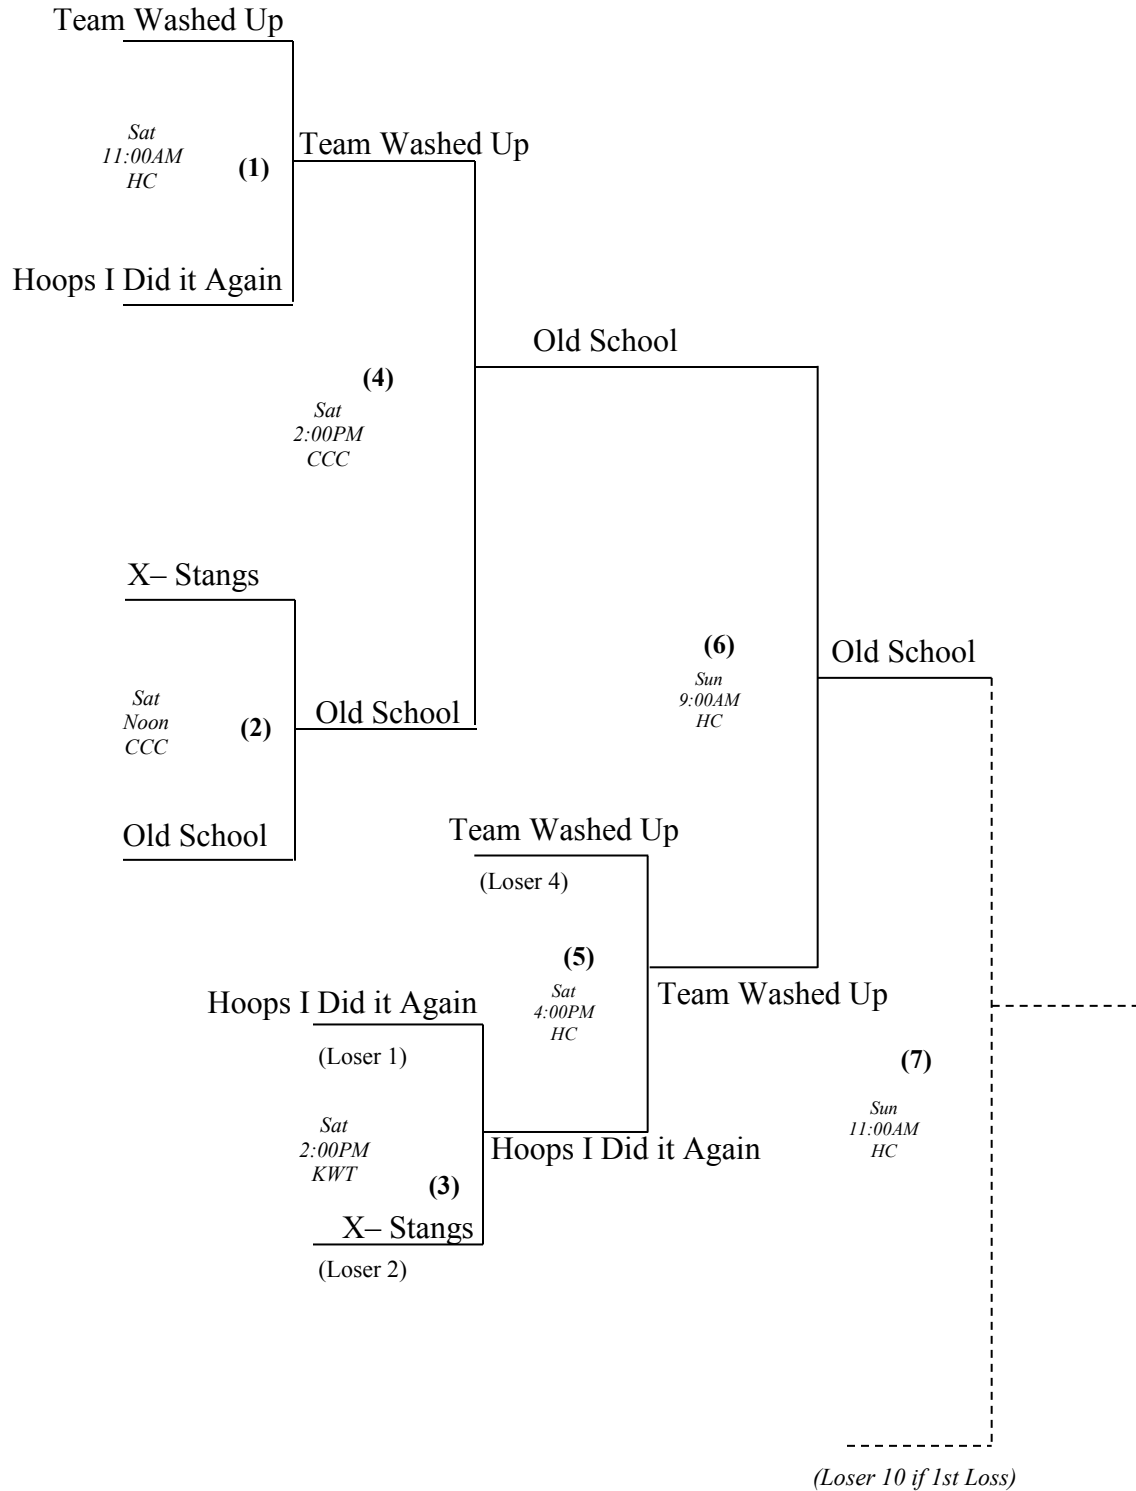 Team Washed Up
Sat
11:00AM
HC
(1)
Team Washed Up
Hoops I Did it Again
Old School
(4)
Sat
2:00PM
CCC
X– Stangs
Sat
Noon
CCC
(2)
Old School
Old School
(6)
Sun
9:00AM
HC
Old School
Team Washed Up
(Loser 4)
(5)
Sat
4:00PM
HC
Team Washed Up
Hoops I Did it Again
(Loser 1)
Sat
2:00PM
KWT
(3)
Hoops I Did it Again
X– Stangs
(Loser 2)
(7)
Sun
11:00AM
HC
(Loser 10 if 1st Loss)